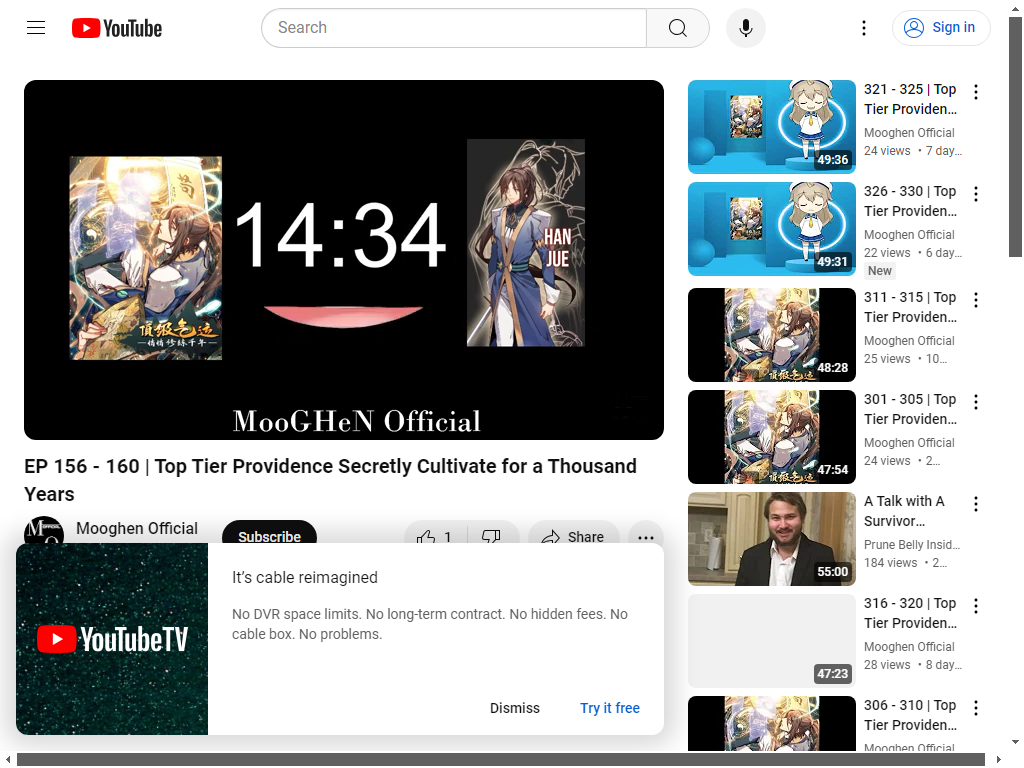 YouTube
Search
Sign in
14:34
HAN
JUE
頂級气运
MooGHeN Official
EP 156 - 160 | Top Tier Providence Secretly Cultivate for a Thousand
Years
Mooghen Official
Subscribe
1
Share
YouTubeTV
It's cable reimagined
No DVR space limits. No long-term contract. No hidden fees. No
cable box. No problems.
Dismiss
Try it free
321 - 325 | Top
Tier Providen...
Mooghen Official
24 views • 7 day...
49:36
326 - 330 | Top
Tier Providen...
Mooghen Official
22 views • 6 day...
New
49:31
311 - 315 | Top
Tier Providen...
Mooghen Official
25 views • 10...
48:28
301 - 305 | Top
Tier Providen...
Mooghen Official
24 views • 2...
47:54
A Talk with A
Survivor...
Prune Belly Insid...
184 views • 2...
55:00
316 - 320 | Top
Tier Providen...
Mooghen Official
28 views • 8 day...
47:23
306 - 310 | Top
Tier Providen...
Mooghen Official